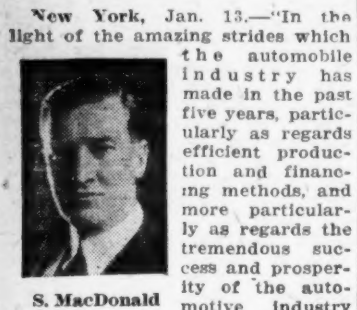 New York, Jan. 13.—"In the
light of the amazing strides which
the automobile
industry has
made in the past
five years, partic-
ularly as regards
efficient produc-
tion and financ-
ing methods, and
more particular-
ly as regards the
tremendous suc-
cess and prosper-
ity of the auto-
motive industry
S. MacDonald